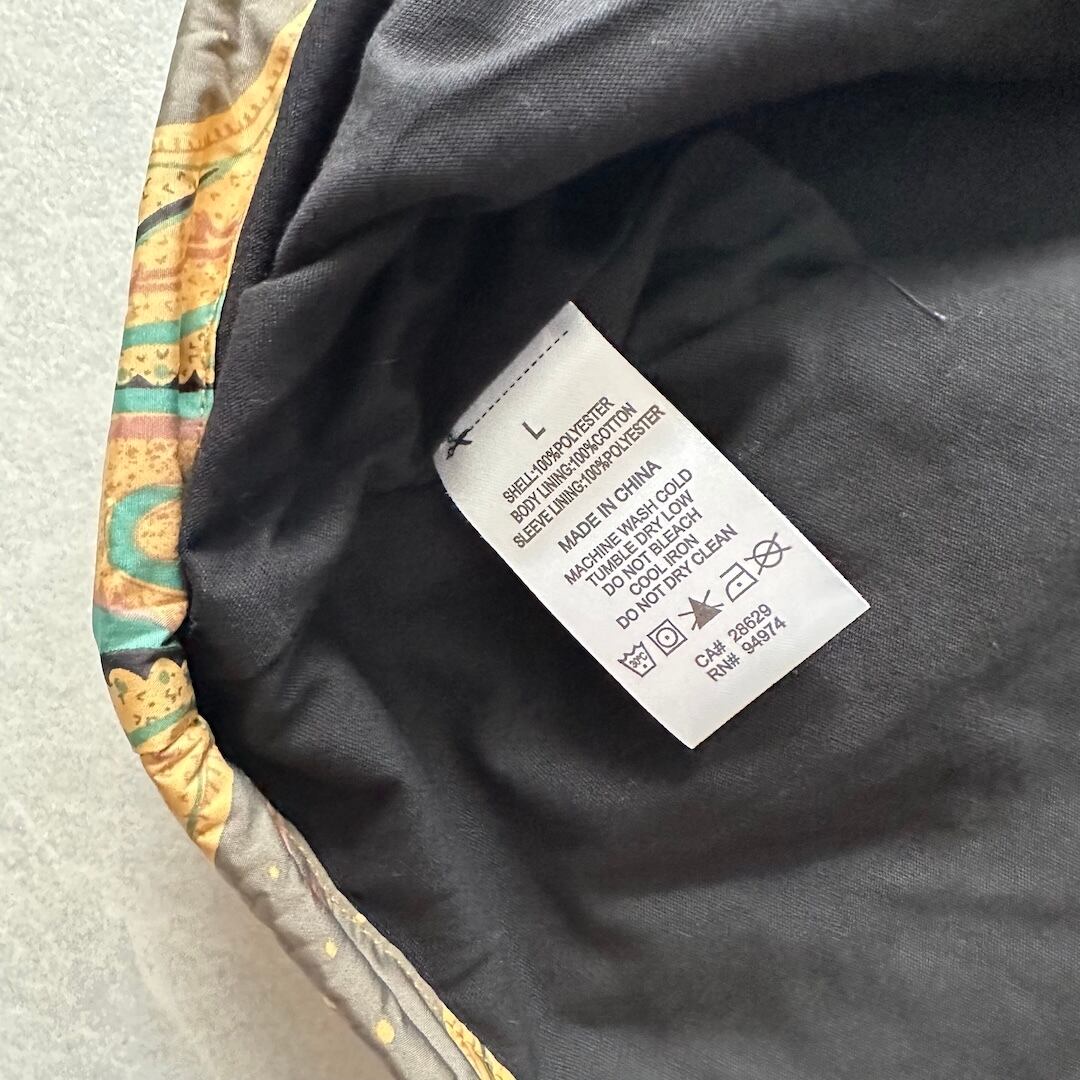 L
SHELL:100%POLYESTER
BODY LINING:100%COTTON
SLEEVE LINING:100%POLYESTER
MADE IN CHINA
MACHINE WASH COLD
TUMBLE DRY LOW
DO NOT BLEACH
COOL IRON
DO NOT DRY CLEAN
30°C
CA# 28629
RN# 94974